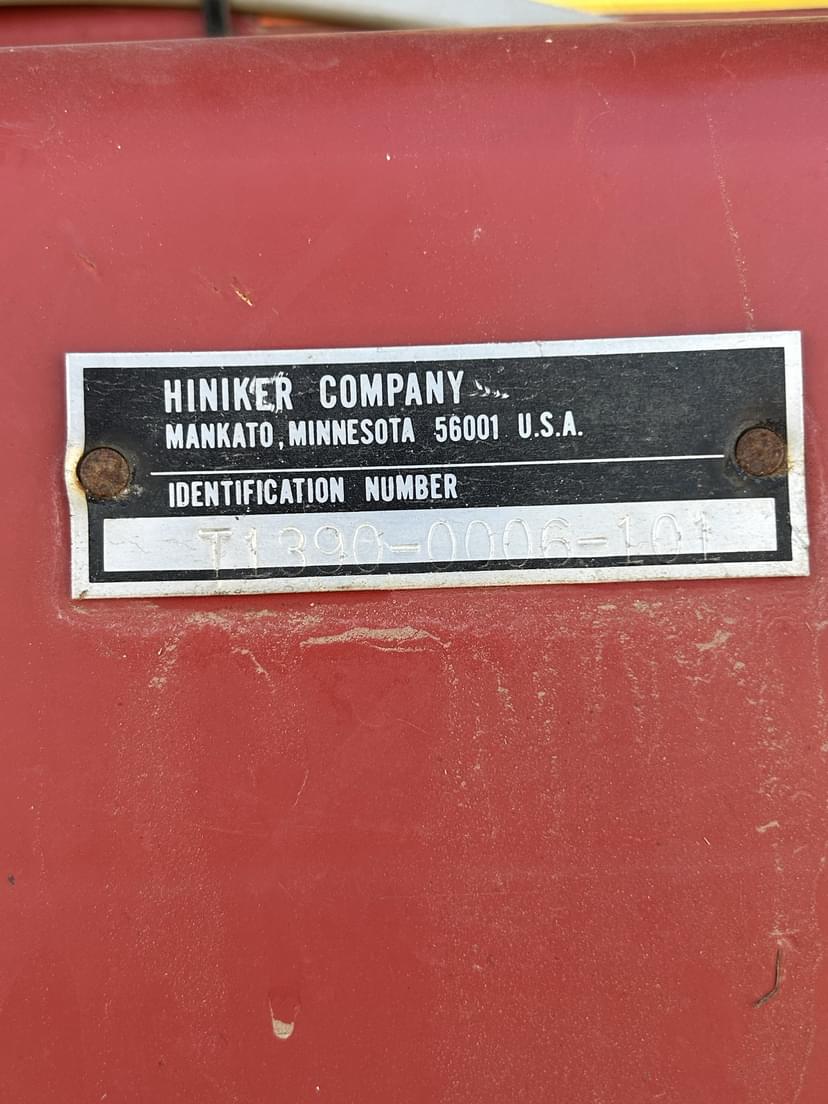 HINIKER COMPANY
MANKATO, MINNESOTA 56001 U.S.A.
IDENTIFICATION NUMBER
T1390-0006-101